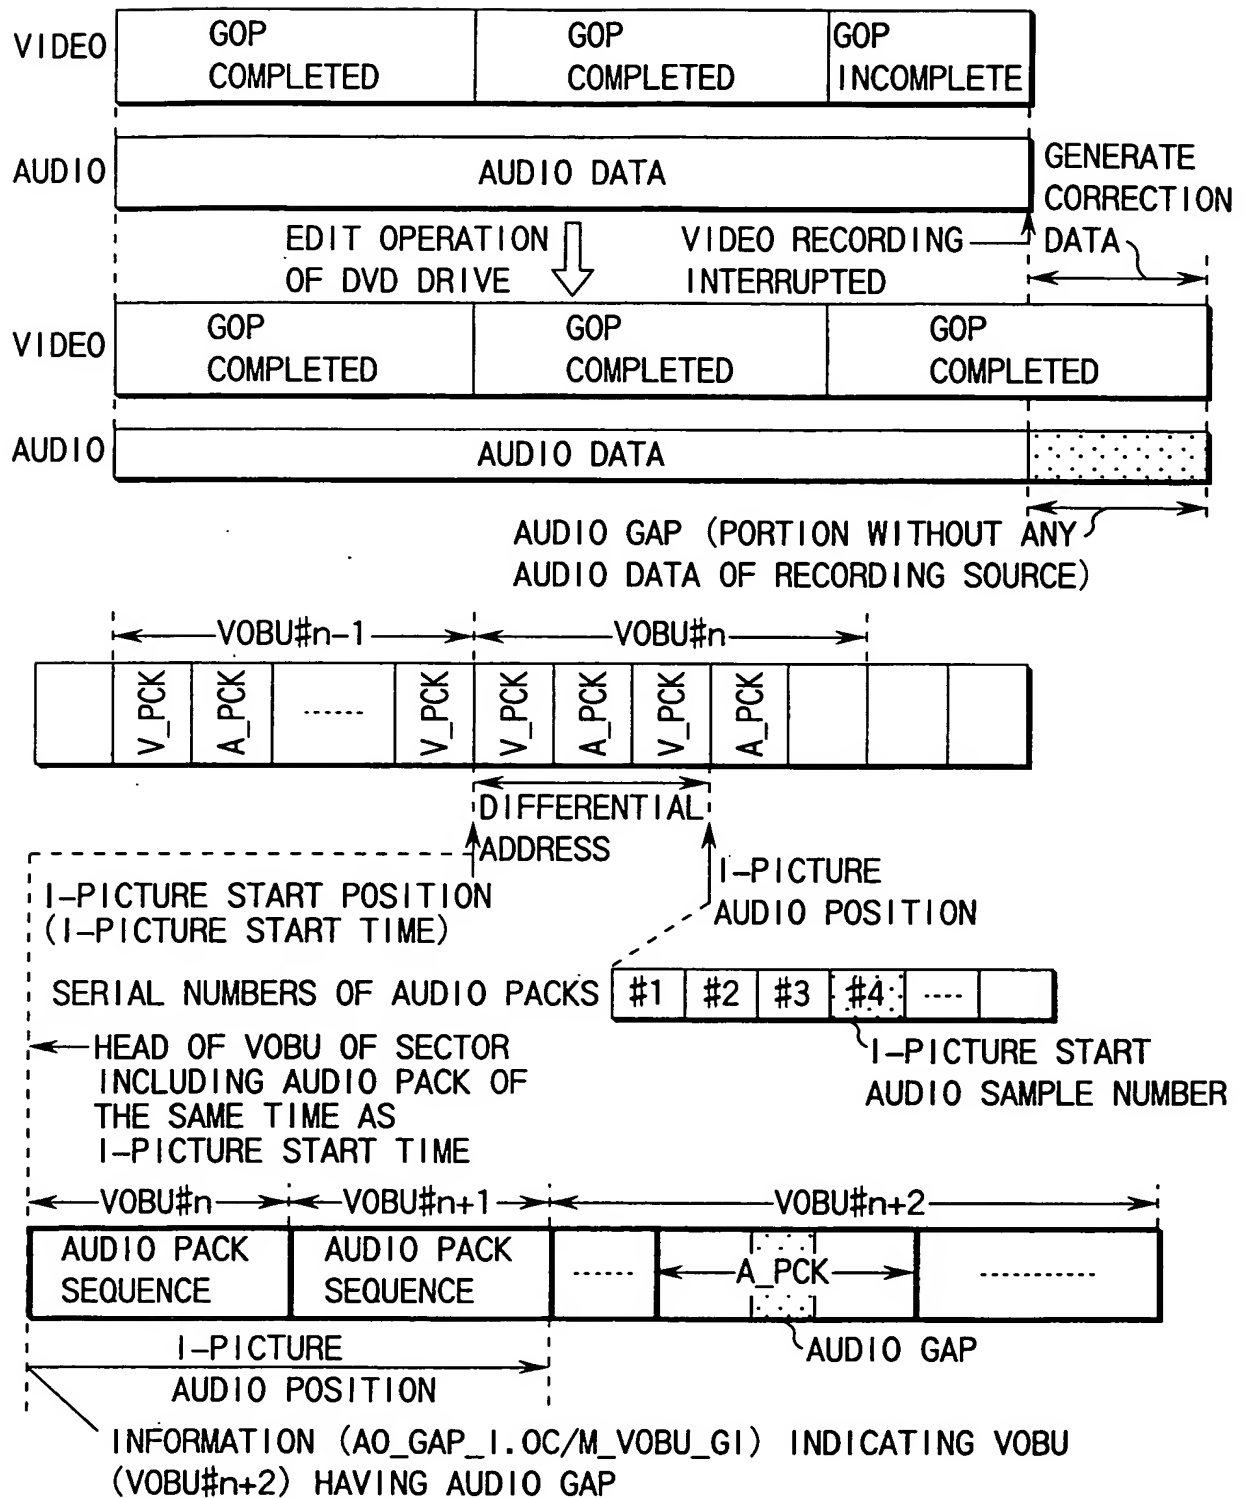 VIDEO
GOP
COMPLETED
GOP
COMPLETED
GOP
INCOMPLETE
AUDIO
AUDIO DATA
GENERATE
CORRECTION
DATA
EDIT OPERATION
OF DVD DRIVE
VIDEO RECORDING
INTERRUPTED
VIDEO
GOP
COMPLETED
GOP
COMPLETED
GOP
COMPLETED
AUDIO
AUDIO DATA
AUDIO GAP (PORTION WITHOUT ANY
AUDIO DATA OF RECORDING SOURCE)
VOBU#n-1
VOBU#n
V_PCK
A_PCK
......
V_PCK
V_PCK
A_PCK
V_PCK
A_PCK
DIFFERENTIAL
ADDRESS
I-PICTURE START POSITION
(I-PICTURE START TIME)
I-PICTURE
AUDIO POSITION
SERIAL NUMBERS OF AUDIO PACKS
#1
#2
#3
#4
....
I-PICTURE START
AUDIO SAMPLE NUMBER
HEAD OF VOBU OF SECTOR
INCLUDING AUDIO PACK OF
THE SAME TIME AS
I-PICTURE START TIME
VOBU#n
VOBU#n+1
VOBU#n+2
AUDIO PACK
SEQUENCE
AUDIO PACK
SEQUENCE
......
A_PCK
...........
AUDIO GAP
I-PICTURE
AUDIO POSITION
INFORMATION (AO_GAP_I.OC/M_VOBU_GI) INDICATING VOBU
(VOBU#n+2) HAVING AUDIO GAP